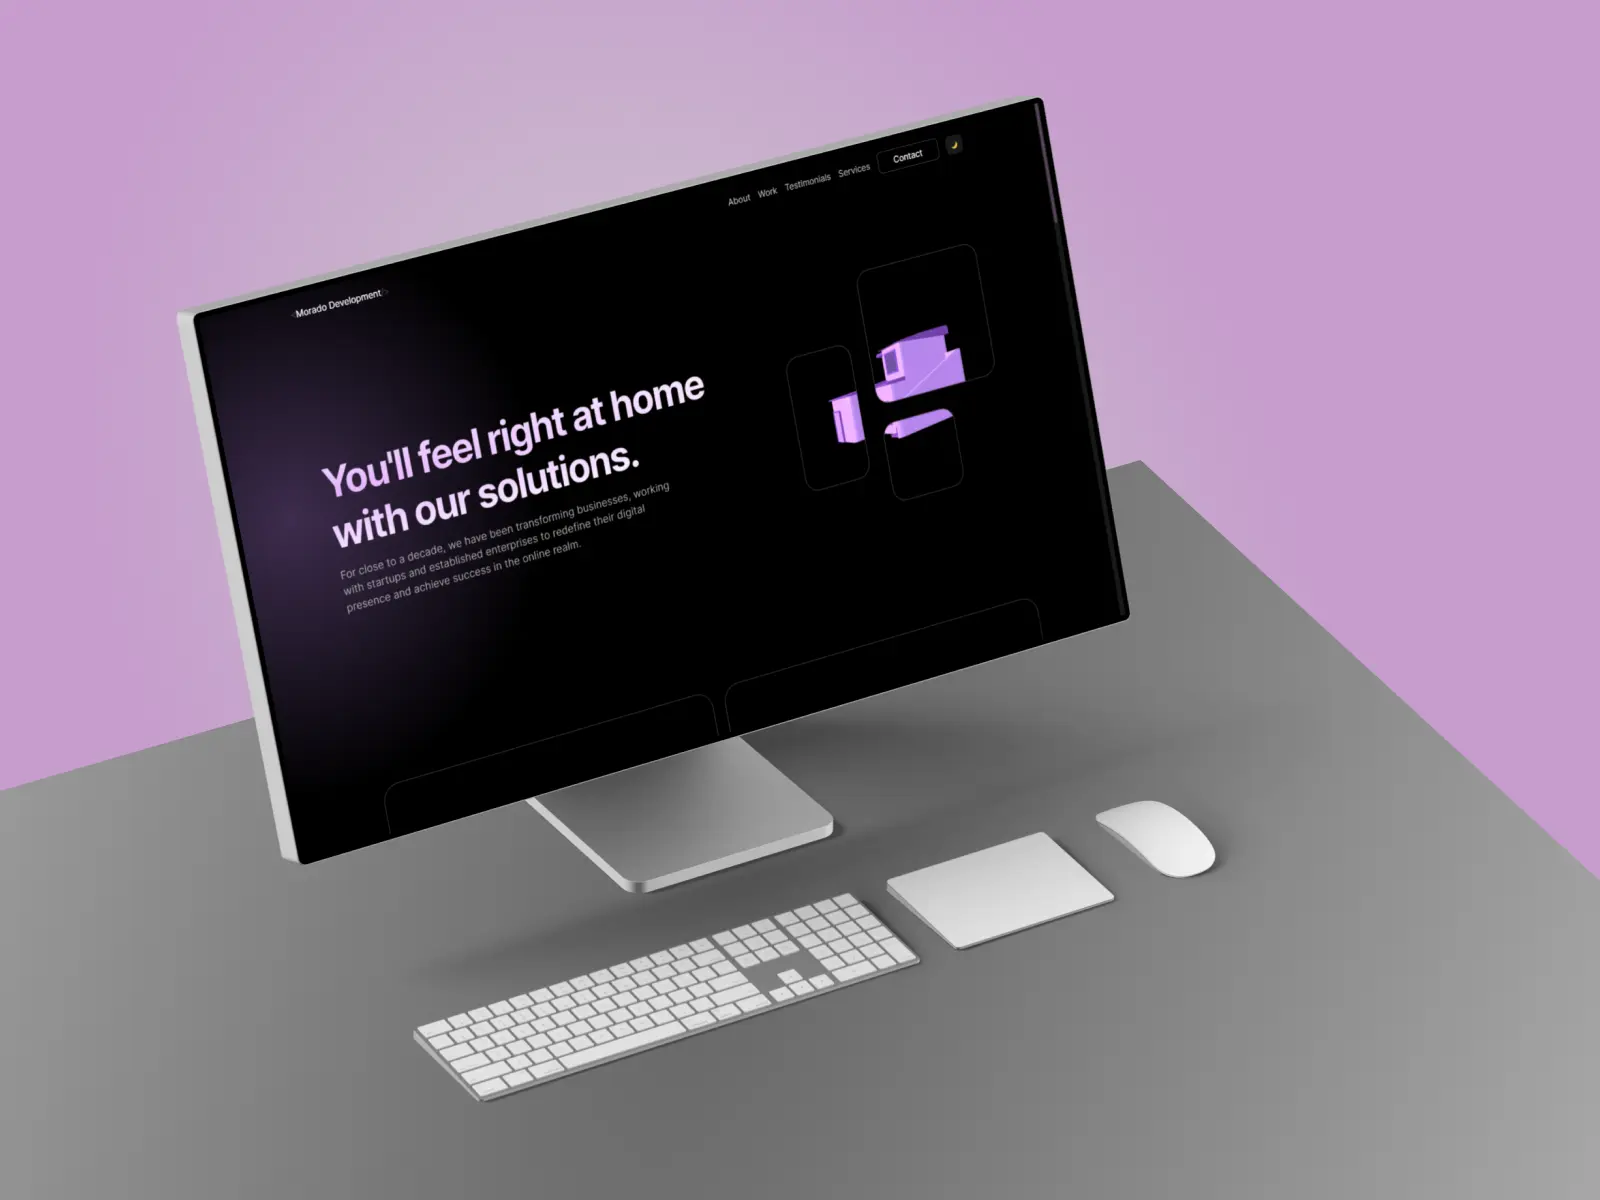 About Work Testimonials Services Contact
<Morado Development/>
You'll feel right at home
with our solutions.
For close to a decade, we have been transforming businesses, working
with startups and established enterprises to redefine their digital
presence and achieve success in the online realm.